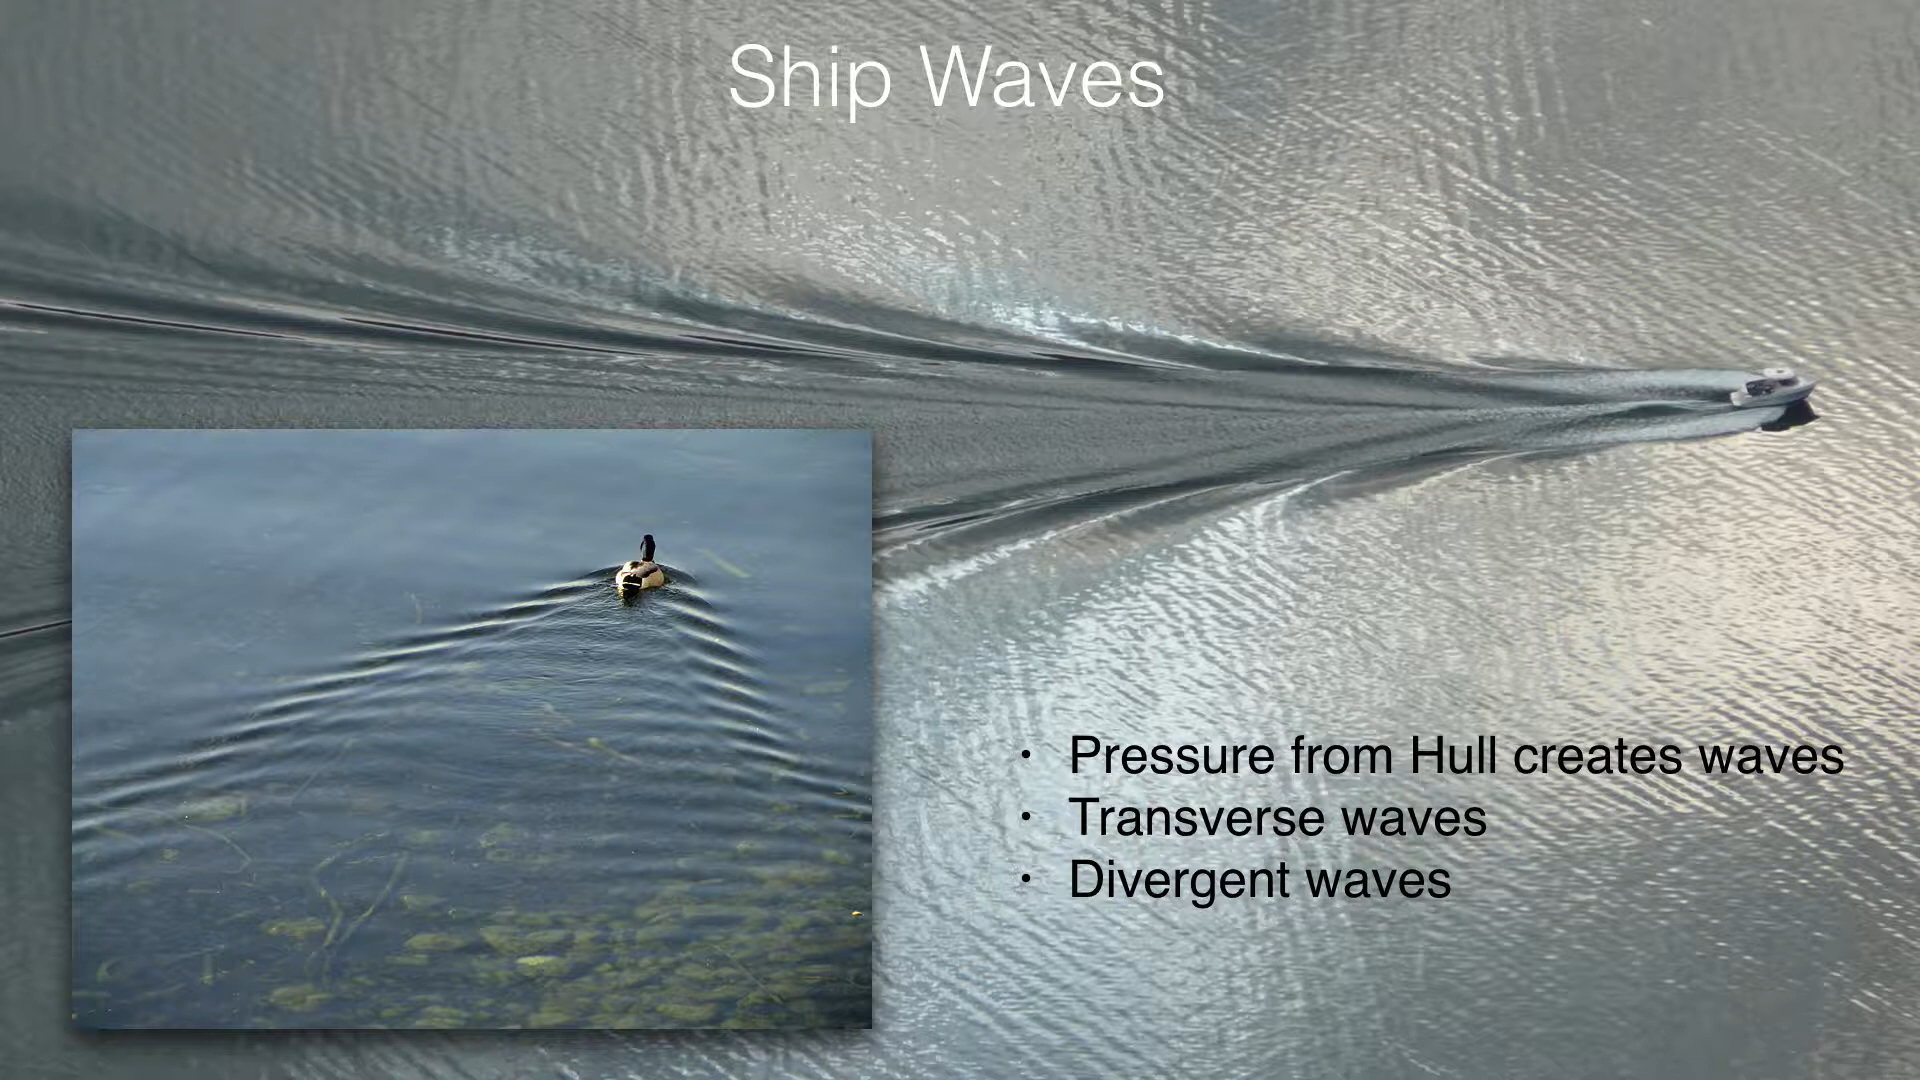 Ship Waves
• Pressure from Hull creates waves
• Transverse waves
• Divergent waves